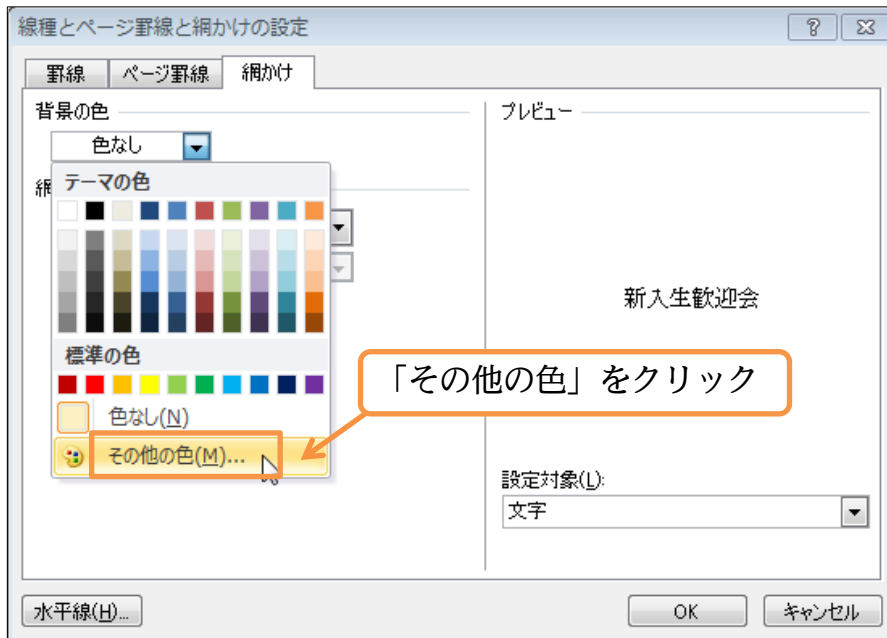 線種とページ罫線と網かけの設定
罫線
ページ罫線
網かけ
背景の色
色なし
網
テーマの色
標準の色
色なし(N)
その他の色(M)...
「その他の色」をクリック
プレビュー
新入生歓迎会
設定対象(L):
文字
水平線(H)...
OK
キャンセル